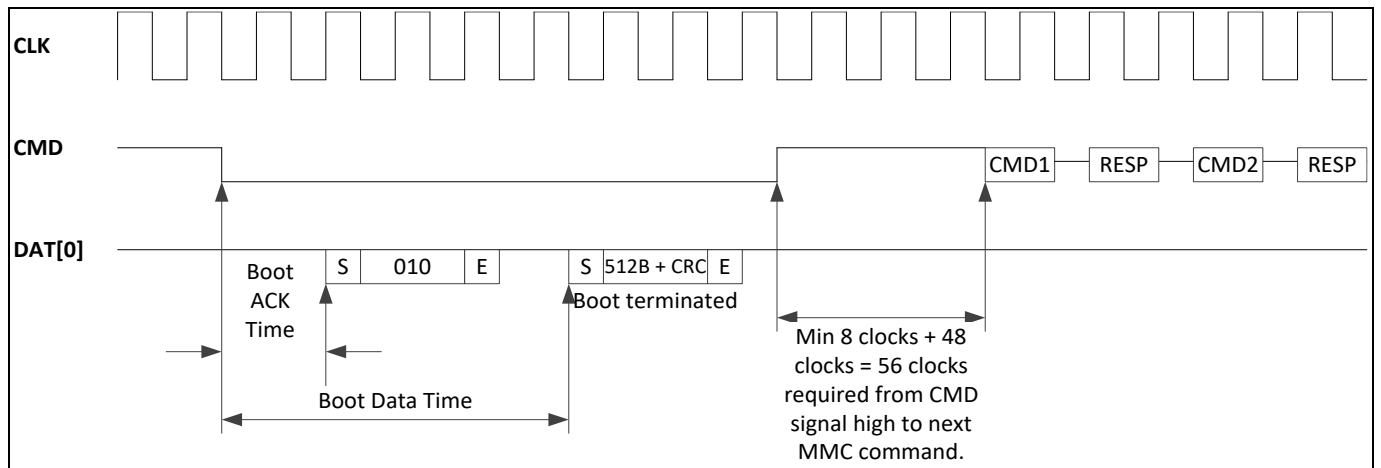 CLK
CMD
CMD1 RESP CMD2 RESP
DAT[0]
S 010 E S 512B + CRC E
Boot
ACK
Time
Boot terminated
Boot Data Time
Min 8 clocks + 48
clocks = 56 clocks
required from CMD
signal high to next
MMC command.